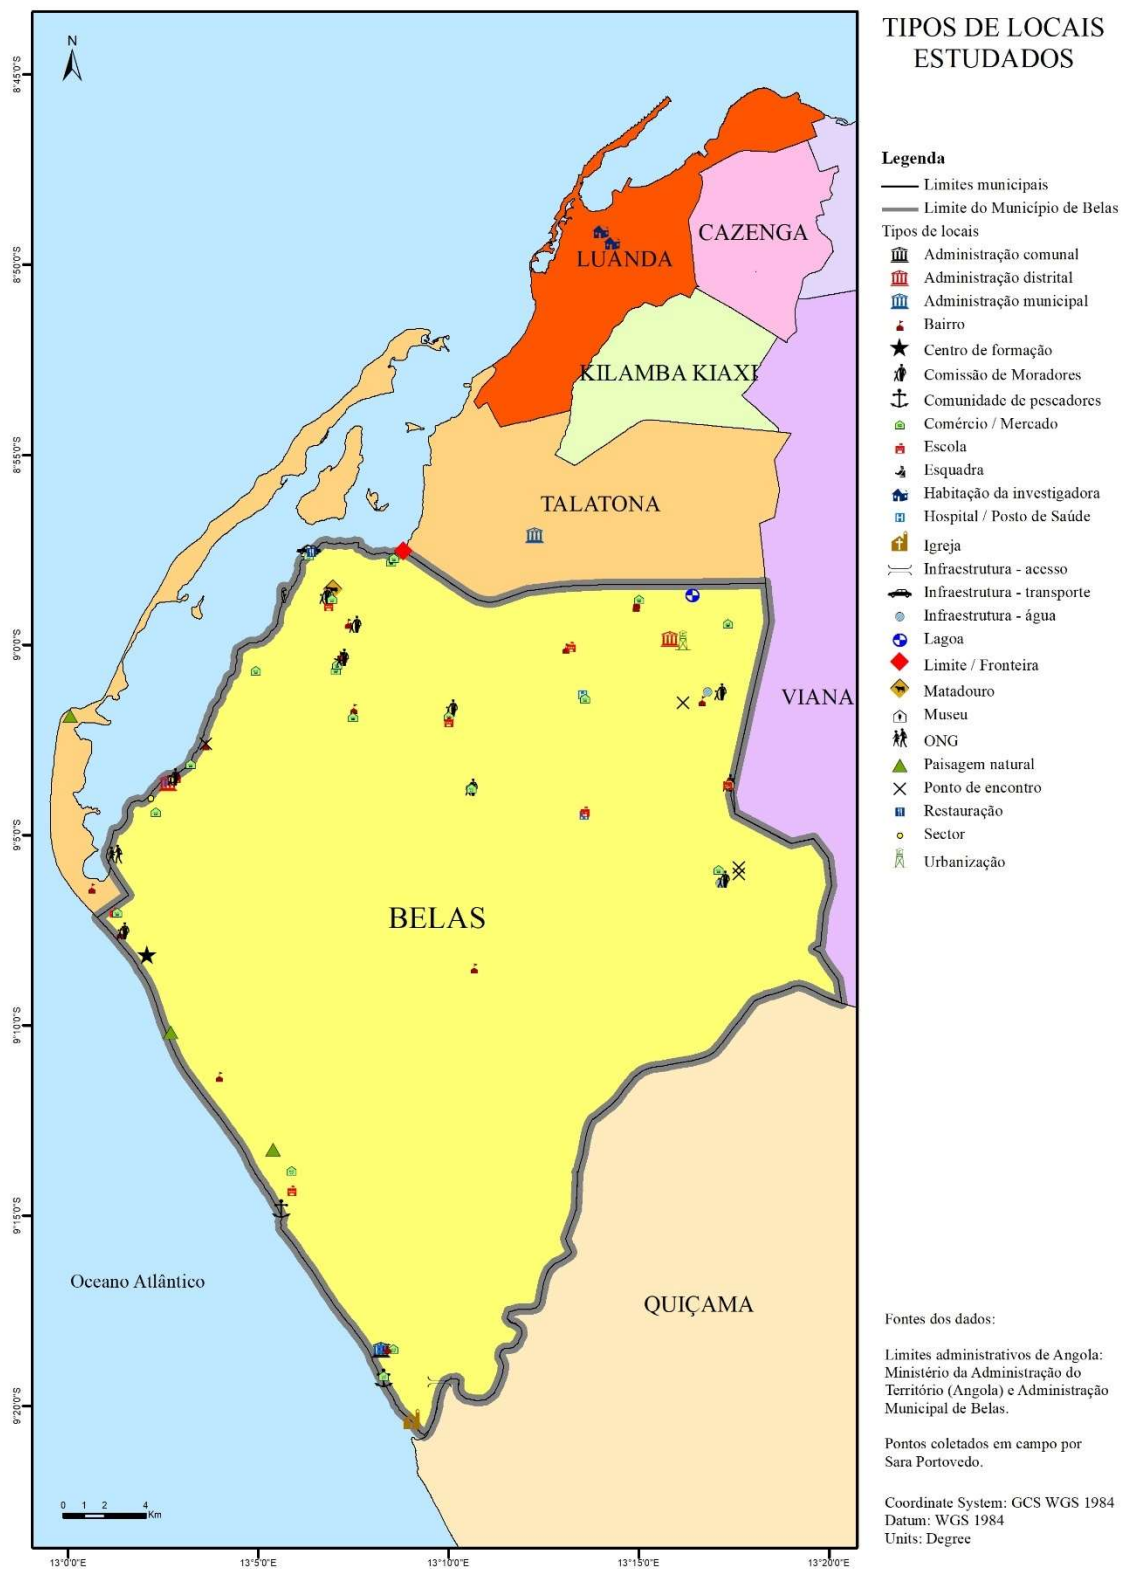 TIPOS DE LOCAIS
ESTUDADOS
Legenda
Limites municipais
Limite do Município de Belas
Tipos de locais
Administração comunal
Administração distrital
Administração municipal
Bairro
Centro de formação
Comissão de Moradores
Comunidade de pescadores
Comércio / Mercado
Escola
Esquadra
Habitação da investigadora
Hospital / Posto de Saúde
Igreja
Infraestrutura - acesso
Infraestrutura - transporte
Infraestrutura - água
Lagoa
Limite / Fronteira
Matadouro
Museu
ONG
Paisagem natural
Ponto de encontro
Restauração
Sector
Urbanização
Fontes dos dados:
Limites administrativos de Angola:
Ministério da Administração do
Território (Angola) e Administração
Municipal de Belas.
Pontos coletados em campo por
Sara Portovedo.
Coordinate System: GCS WGS 1984
Datum: WGS 1984
Units: Degree
N
LUANDA
CAZENGA
KILAMBA KIAXI
TALATONA
VIANA
BELAS
QUIÇAMA
Oceano Atlântico
0 1 2 4
Km
8°45'0"S
8°50'0"S
8°55'0"S
9°0'0"S
9°5'0"S
9°10'0"S
9°15'0"S
9°20'0"S
13°0'0"E
13°5'0"E
13°10'0"E
13°15'0"E
13°20'0"E